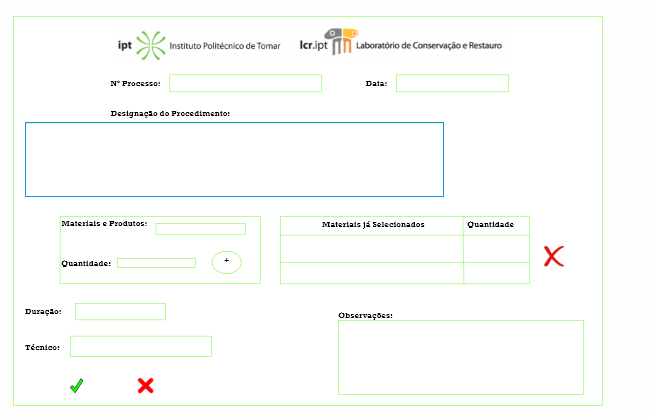 ipt Instituto Politécnico de Tomar lcr.ipt Laboratório de Conservação e Restauro
Nº Processo: Data:
Designação do Procedimento:
Materiais e Produtos: Materiais já Selecionados Quantidade
Quantidade: +
Duração: Observações:
Técnico: